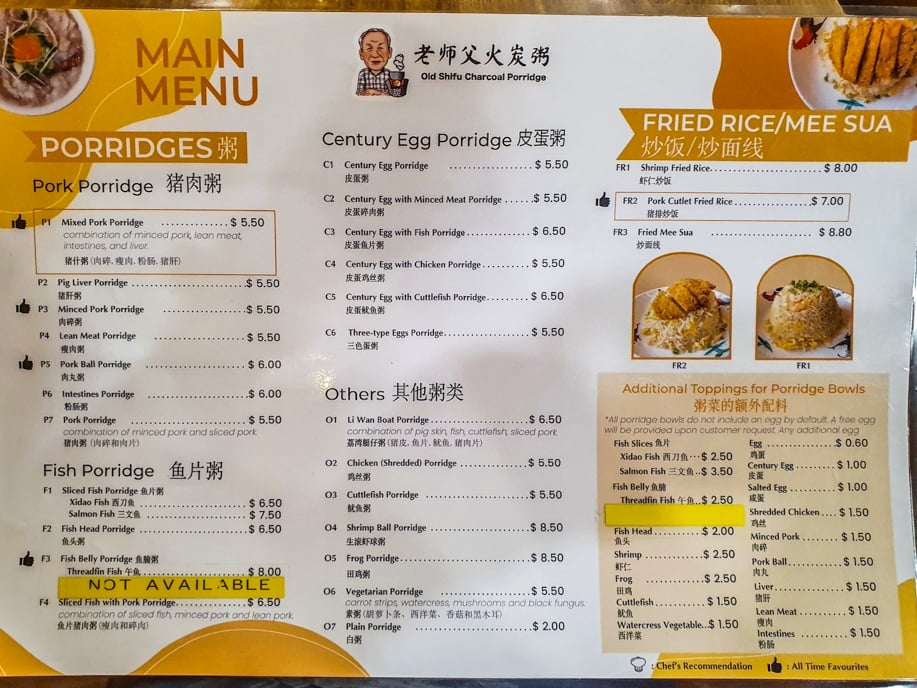 MAIN
MENU
老师父火炭粥
Old Shifu Charcoal Porridge
PORRIDGES 粥
Pork Porridge 猪肉粥
P1 Mixed Pork Porridge ............ $ 5.50
combination of minced pork, lean meat,
intestines, and liver.
猪什粥 (肉碎、瘦肉、粉肠、猪肝)
P2 Pig Liver Porridge ............ $ 5.50
猪肝粥
P3 Minced Pork Porridge ............ $ 5.50
肉碎粥
P4 Lean Meat Porridge ............ $ 5.50
瘦肉粥
P5 Pork Ball Porridge ............ $ 6.00
肉丸粥
P6 Intestines Porridge ............ $ 6.00
粉肠粥
P7 Pork Porridge ............ $ 5.50
combination of minced pork and sliced pork.
猪肉粥 (肉碎和肉片)
Fish Porridge 鱼片粥
F1 Sliced Fish Porridge 鱼片粥
Xidao Fish 西刀鱼 ............ $ 6.50
Salmon Fish 三文鱼 ............ $ 7.50
F2 Fish Head Porridge ............ $ 6.50
鱼头粥
F3 Fish Belly Porridge 鱼腩粥
Threadfin Fish 午鱼 ............ $ 8.00
NOT AVAILABLE
F4 Sliced Fish with Pork Porridge ............ $ 6.50
combination of sliced fish, minced pork and lean pork.
鱼片猪肉粥 (瘦肉和碎肉)
Century Egg Porridge 皮蛋粥
C1 Century Egg Porridge ............ $ 5.50
皮蛋粥
C2 Century Egg with Minced Meat Porridge ...... $ 5.50
皮蛋碎肉粥
C3 Century Egg with Fish Porridge ............ $ 6.50
皮蛋鱼片粥
C4 Century Egg with Chicken Porridge ......... $ 5.50
皮蛋鸡丝粥
C5 Century Egg with Cuttlefish Porridge ......... $ 6.50
皮蛋鱿鱼粥
C6 Three-type Eggs Porridge ............ $ 5.50
三色蛋粥
Others 其他粥类
O1 Li Wan Boat Porridge ............ $ 6.50
combination of pig skin, fish, cuttlefish, sliced pork.
荔湾艇仔粥 (猪皮、鱼片、鱿鱼、猪肉片)
O2 Chicken (Shredded) Porridge ............ $ 5.50
鸡丝粥
O3 Cuttlefish Porridge ............ $ 5.50
鱿鱼粥
O4 Shrimp Ball Porridge ............ $ 8.50
生滚虾球粥
O5 Frog Porridge ............ $ 8.50
田鸡粥
O6 Vegetarian Porridge ............ $ 5.50
carrot strips, watercress, mushrooms and black fungus.
素粥 (胡萝卜条、西洋菜、香菇和黑木耳)
O7 Plain Porridge ............ $ 2.00
白粥
FRIED RICE/MEE SUA
炒饭/炒面线
FR1 Shrimp Fried Rice ............ $ 8.00
虾仁炒饭
FR2 Pork Cutlet Fried Rice ............ $ 7.00
猪排炒饭
FR3 Fried Mee Sua ............ $ 8.80
炒面线
FR2 FR1
Additional Toppings for Porridge Bowls
粥菜的额外配料
*All porridge bowls do not include an egg by default. A free egg
will be provided upon customer request. Any additional egg
Fish Slices 鱼片
Xidao Fish 西刀鱼 ... $ 2.50
Salmon Fish 三文鱼 .. $ 3.50
Fish Belly 鱼腩
Threadfin Fish 午鱼 .. $ 2.50
Fish Head ............ $ 2.00
鱼头
Shrimp ............ $ 2.50
虾仁
Frog ............ $ 2.50
田鸡
Cuttlefish ............ $ 1.50
鱿鱼
Watercress Vegetable.. $ 1.50
西洋菜
Egg ............ $ 0.60
鸡蛋
Century Egg ............ $ 1.00
皮蛋
Salted Egg ............ $ 1.00
咸蛋
Shredded Chicken .... $ 1.50
鸡丝
Minced Pork ............ $ 1.50
肉碎
Pork Ball ............ $ 1.50
肉丸
Liver ............ $ 1.50
猪肝
Lean Meat ............ $ 1.50
瘦肉
Intestines ............ $ 1.50
粉肠
: Chef's Recommendation : All Time Favourites